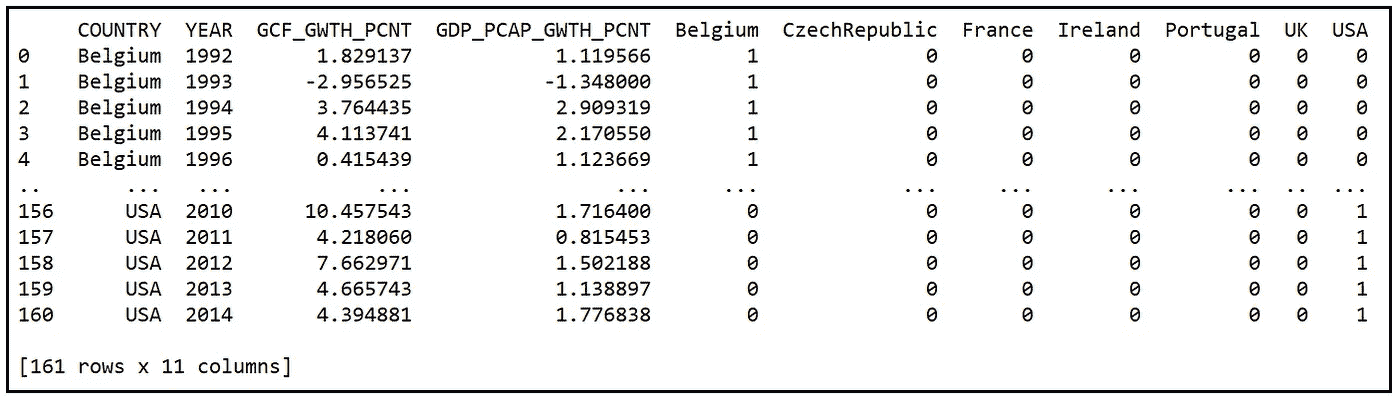 COUNTRY YEAR GCF_GWTH_PCNT GDP_PCAP_GWTH_PCNT Belgium CzechRepublic France Ireland Portugal UK USA
0 Belgium 1992 1.829137 1.119566 1 0 0 0 0 0 0
1 Belgium 1993 -2.956525 -1.348000 1 0 0 0 0 0 0
2 Belgium 1994 3.764435 2.909319 1 0 0 0 0 0 0
3 Belgium 1995 4.113741 2.170550 1 0 0 0 0 0 0
4 Belgium 1996 0.415439 1.123669 1 0 0 0 0 0 0
.. ... ... ... ... ... ... ... ... ... .. ...
156 USA 2010 10.457543 1.716400 0 0 0 0 0 0 1
157 USA 2011 4.218060 0.815453 0 0 0 0 0 0 1
158 USA 2012 7.662971 1.502188 0 0 0 0 0 0 1
159 USA 2013 4.665743 1.138897 0 0 0 0 0 0 1
160 USA 2014 4.394881 1.776838 0 0 0 0 0 0 1
[161 rows x 11 columns]